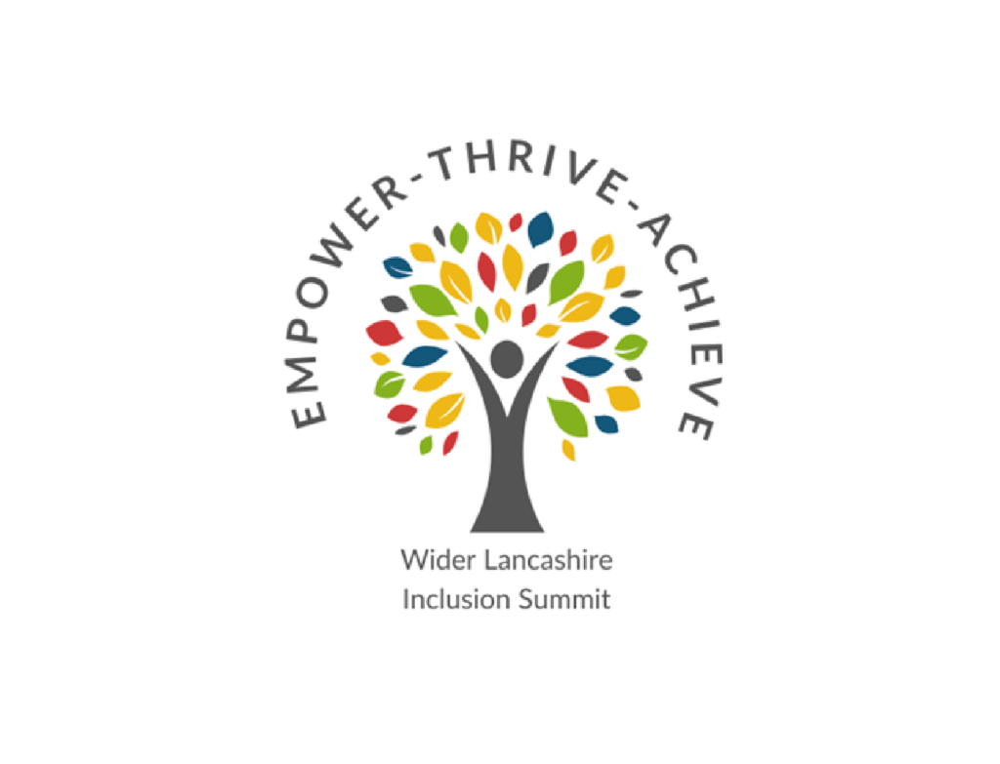 EMPOWER-THRIVE-ACHIEVE
Wider Lancashire
Inclusion Summit